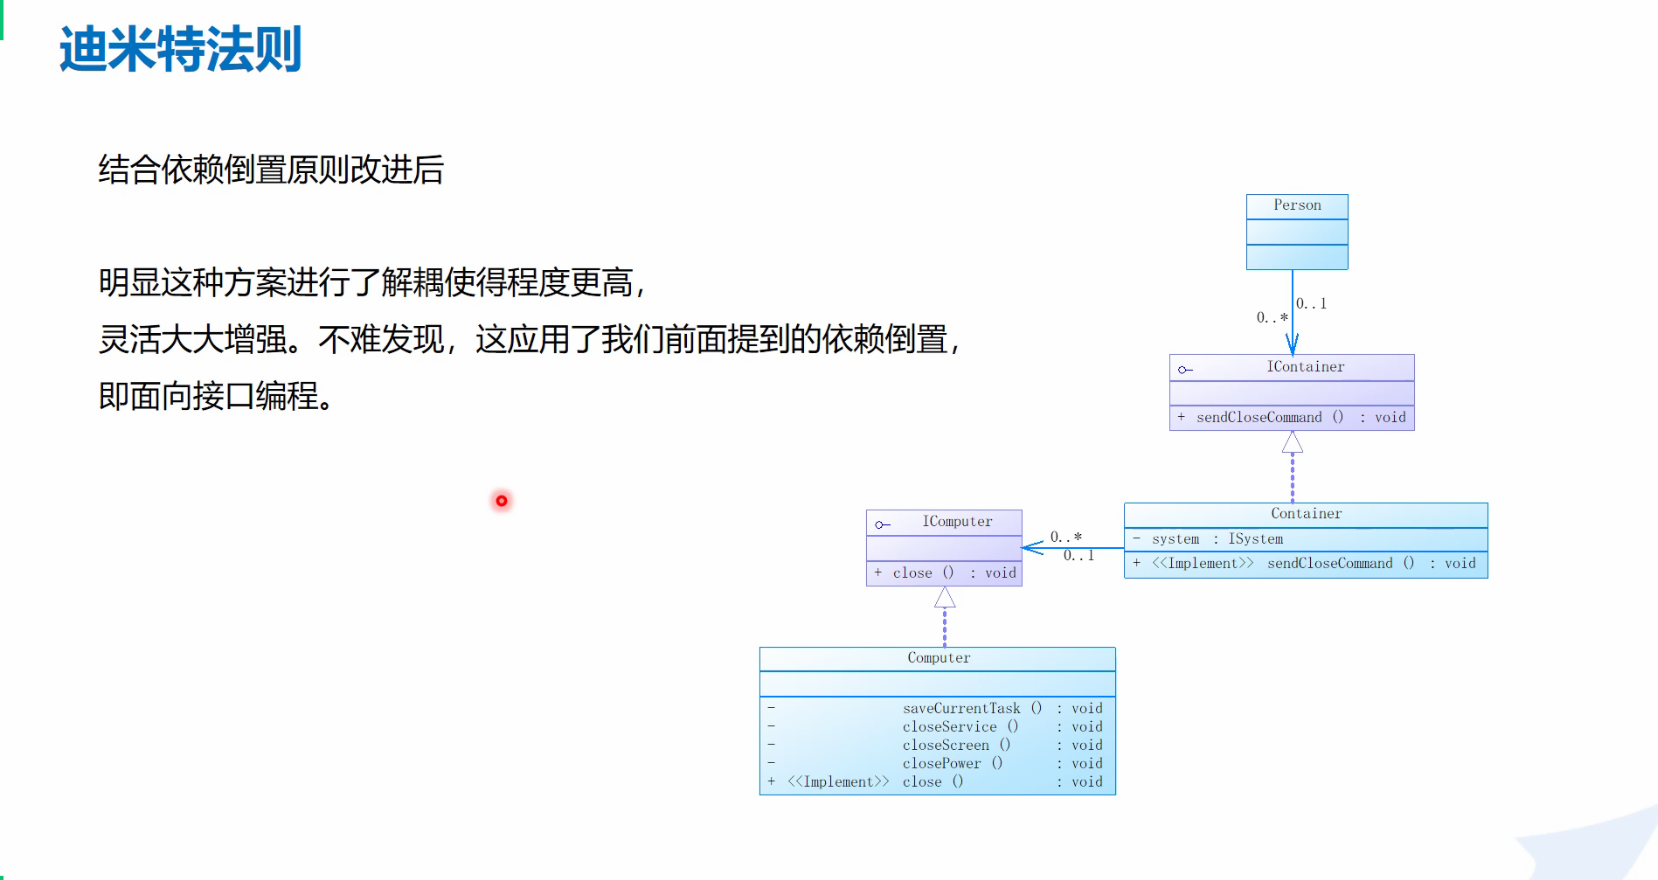 迪米特法则
结合依赖倒置原则改进后
明显这种方案进行了解耦使得程度更高，
灵活大大增强。不难发现，这应用了我们前面提到的依赖倒置，
即面向接口编程。
Person
0..1
0..*
IContainer
+ sendCloseCommand () : void
Container
- system : ISystem
+ <<Implement>> sendCloseCommand () : void
0..*
0..1
IComputer
+ close () : void
Computer
- saveCurrentTask () : void
- closeService () : void
- closeScreen () : void
- closePower () : void
+ <<Implement>> close () : void